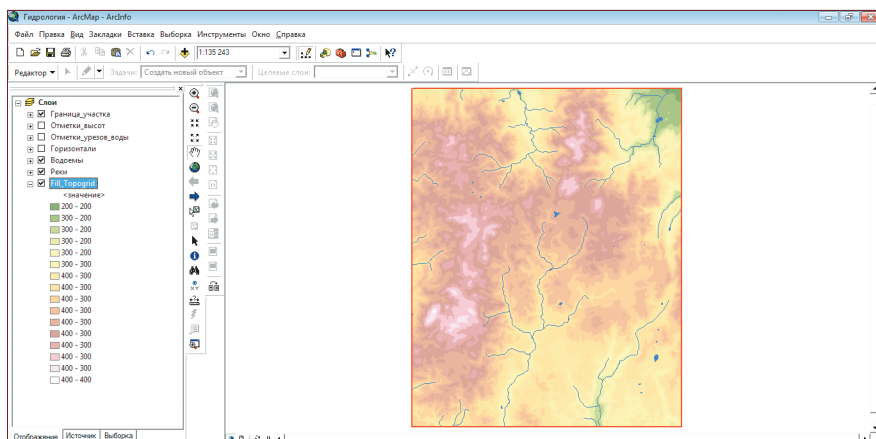 Гидрология - ArcMap - ArcInfo
Файл Правка Вид Закладки Вставка Выборка Инструменты Окно Справка
1:135 243
Редактор Задачи: Создать новый объект Целевые слои:
Слои
Граница_участка
Отметки_высот
Отметки_урезов_воды
Горизонтали
Водоемы
Реки
Fill_Topogrid
<значение>
200 - 200
300 - 200
300 - 200
300 - 200
300 - 200
300 - 300
400 - 300
400 - 300
400 - 300
400 - 300
400 - 300
400 - 300
400 - 300
400 - 300
400 - 300
400 - 400
Отображение Источник Выборка